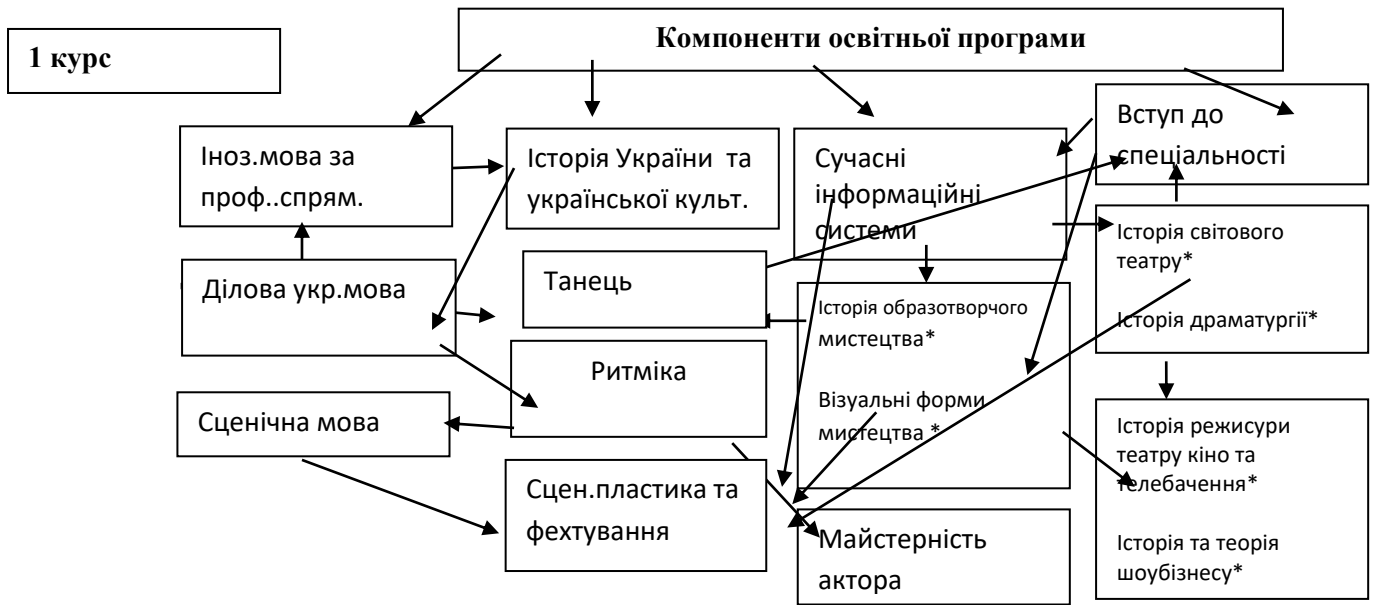 1 курс
Компоненти освітньої програми
Іноз.мова за
проф..спрям.
Історія України та
української культ.
Сучасні
інформаційні
системи
Вступ до
спеціальності
Ділова укр.мова
Танець
Історія образотворчого
мистецтва*
Візуальні форми
мистецтва *
Історія світового
театру*
Історія драматургії*
Ритміка
Сценічна мова
Сцен.пластика та
фехтування
Майстерність
актора
Історія режисури
театру кіно та
телебачення*
Історія та теорія
шоубізнесу*